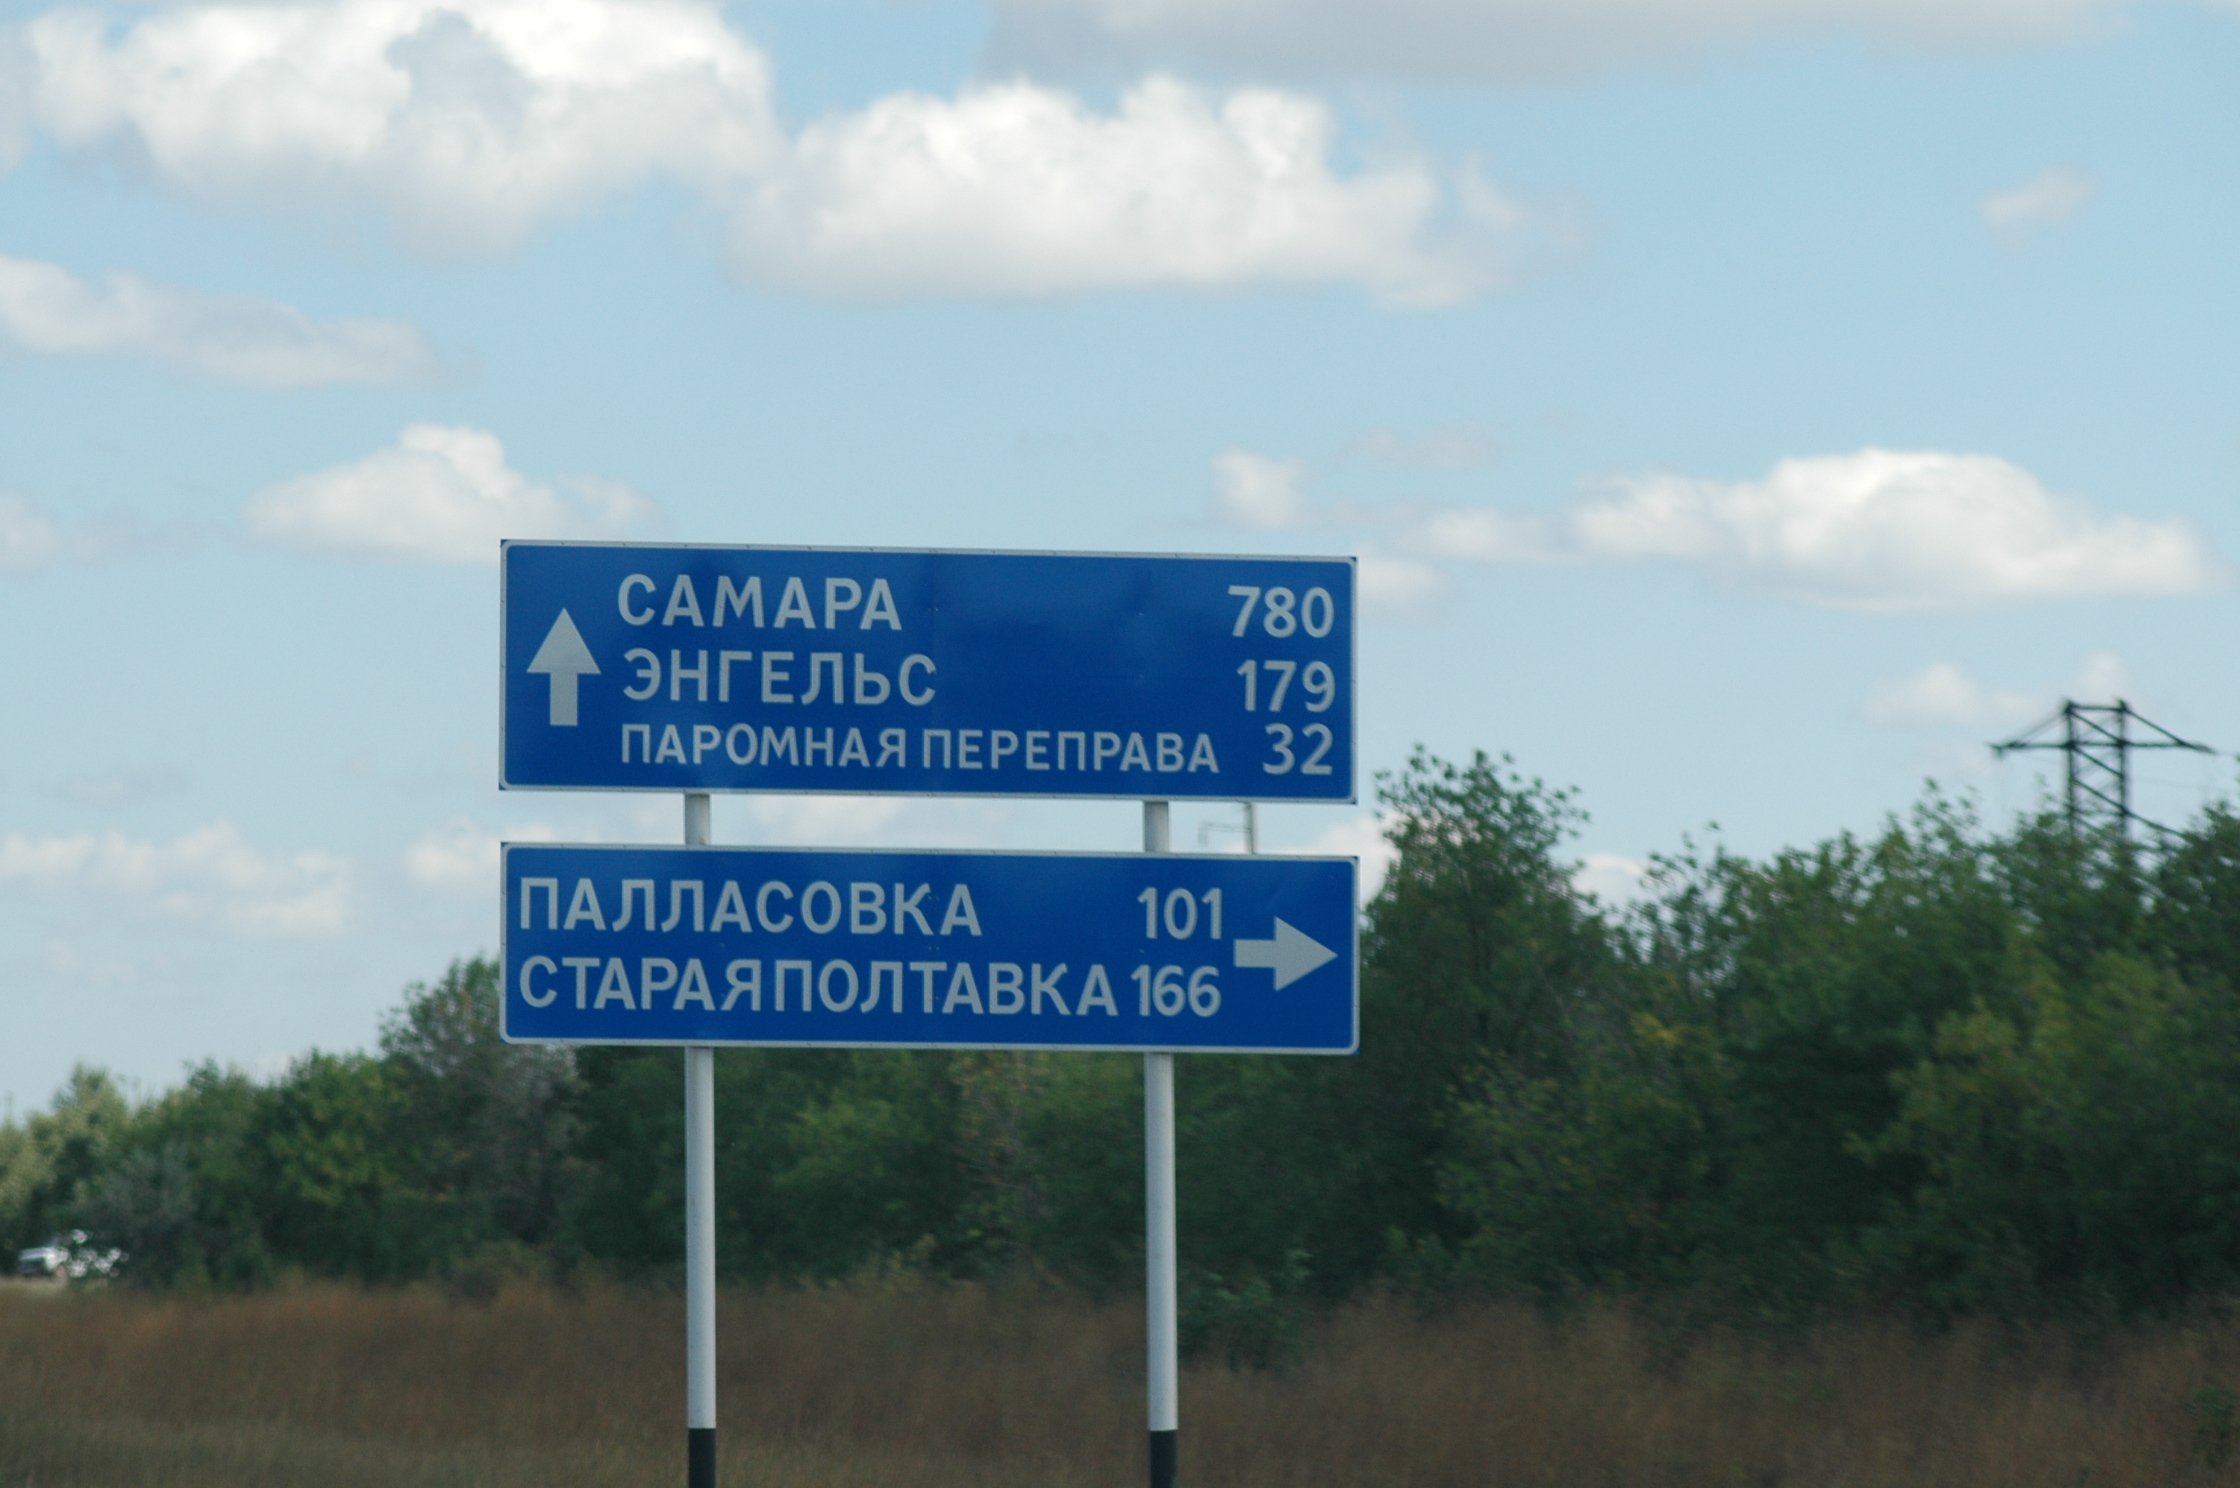 САМАРА 780
ЭНГЕЛЬС 179
ПАРОМНАЯ ПЕРЕПРАВА 32
ПАЛЛАСОВКА 101
СТАРАЯ ПОЛТАВКА 166